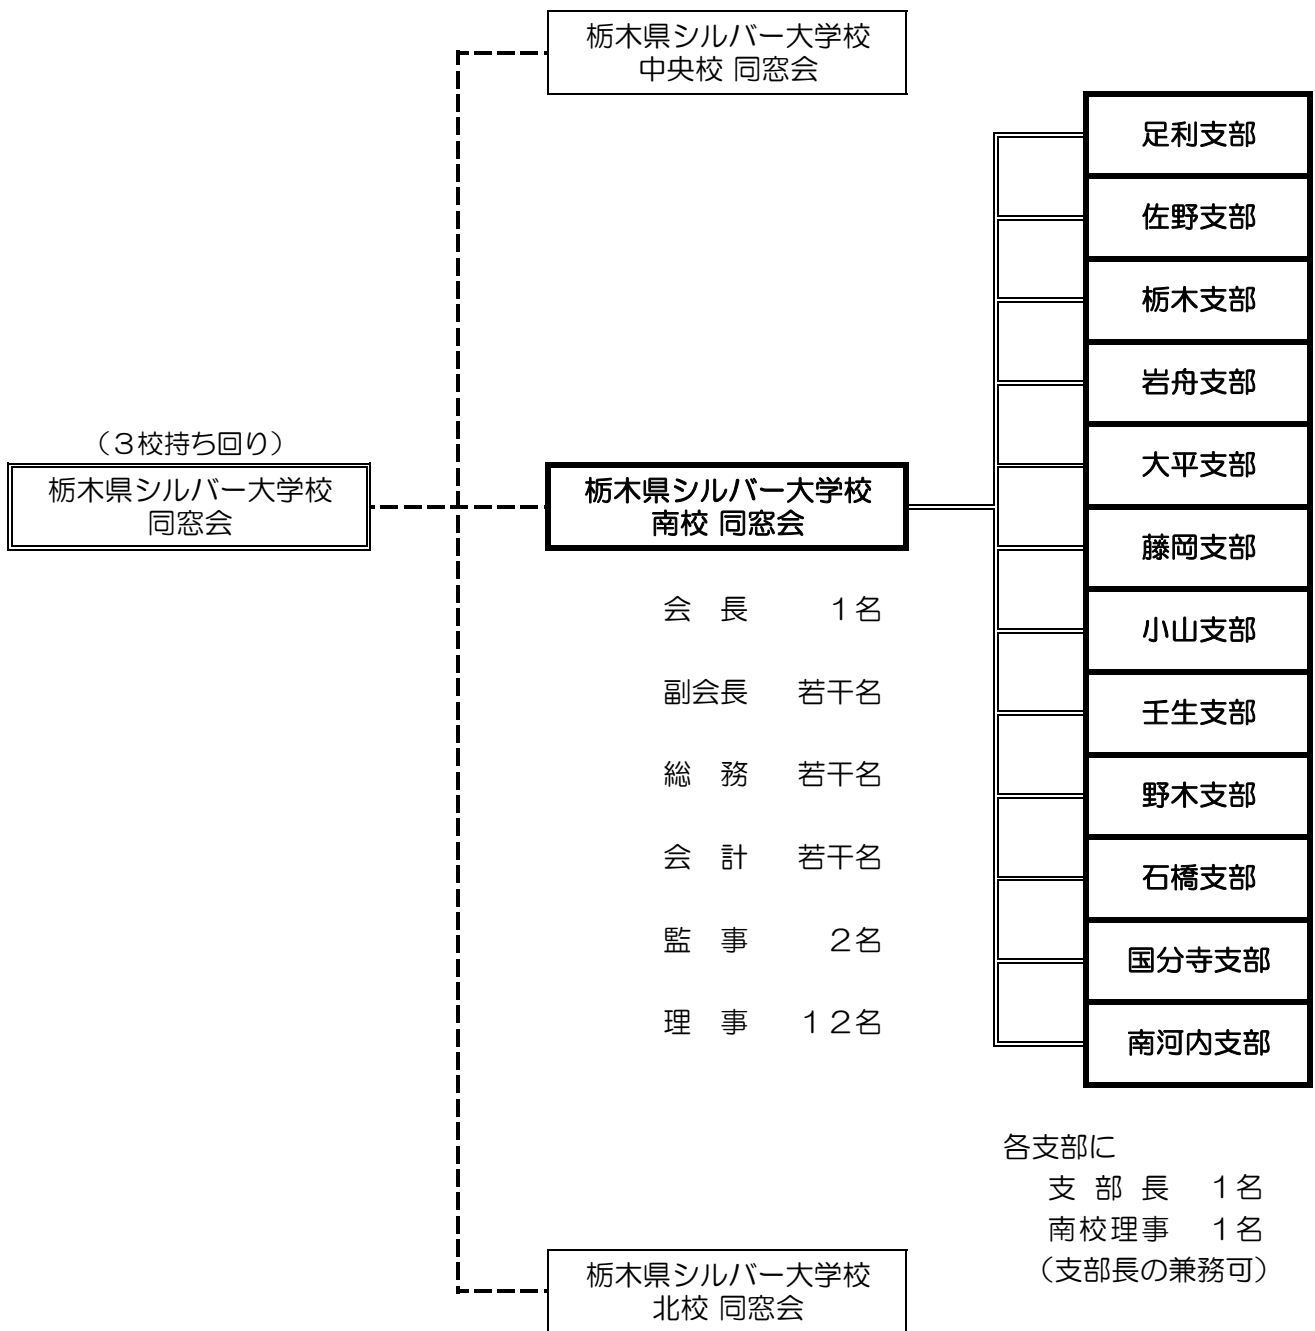 栃木県シルバー大学校
中央校 同窓会
(3校持ち回り)
栃木県シルバー大学校
同窓会
栃木県シルバー大学校
南校 同窓会
会 長 1名
副会長 若干名
総 務 若干名
会 計 若干名
監 事 2名
理 事 12名
栃木県シルバー大学校
北校 同窓会
足利支部
佐野支部
栃木支部
岩舟支部
大平支部
藤岡支部
小山支部
壬生支部
野木支部
石橋支部
国分寺支部
南河内支部
各支部に
支 部 長 1名
南校理事 1名
(支部長の兼務可)